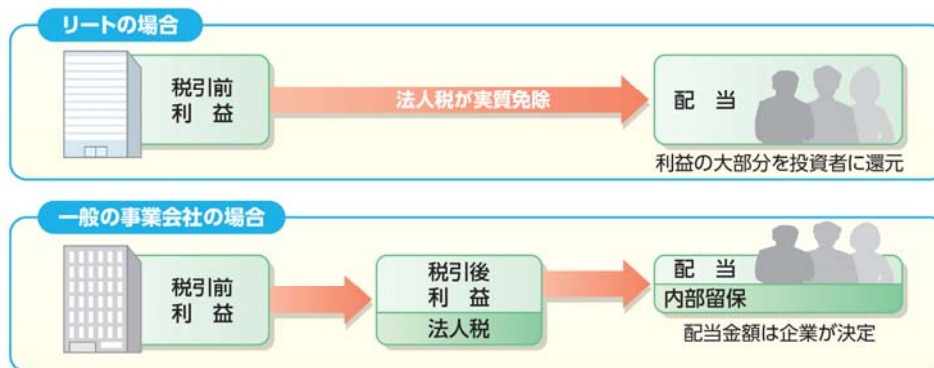 リートの場合
税引前
利 益
法人税が実質免除
配 当
利益の大部分を投資者に還元
一般の事業会社の場合
税引前
利 益
税引後
利 益
法人税
配 当
内部留保
配当金額は企業が決定